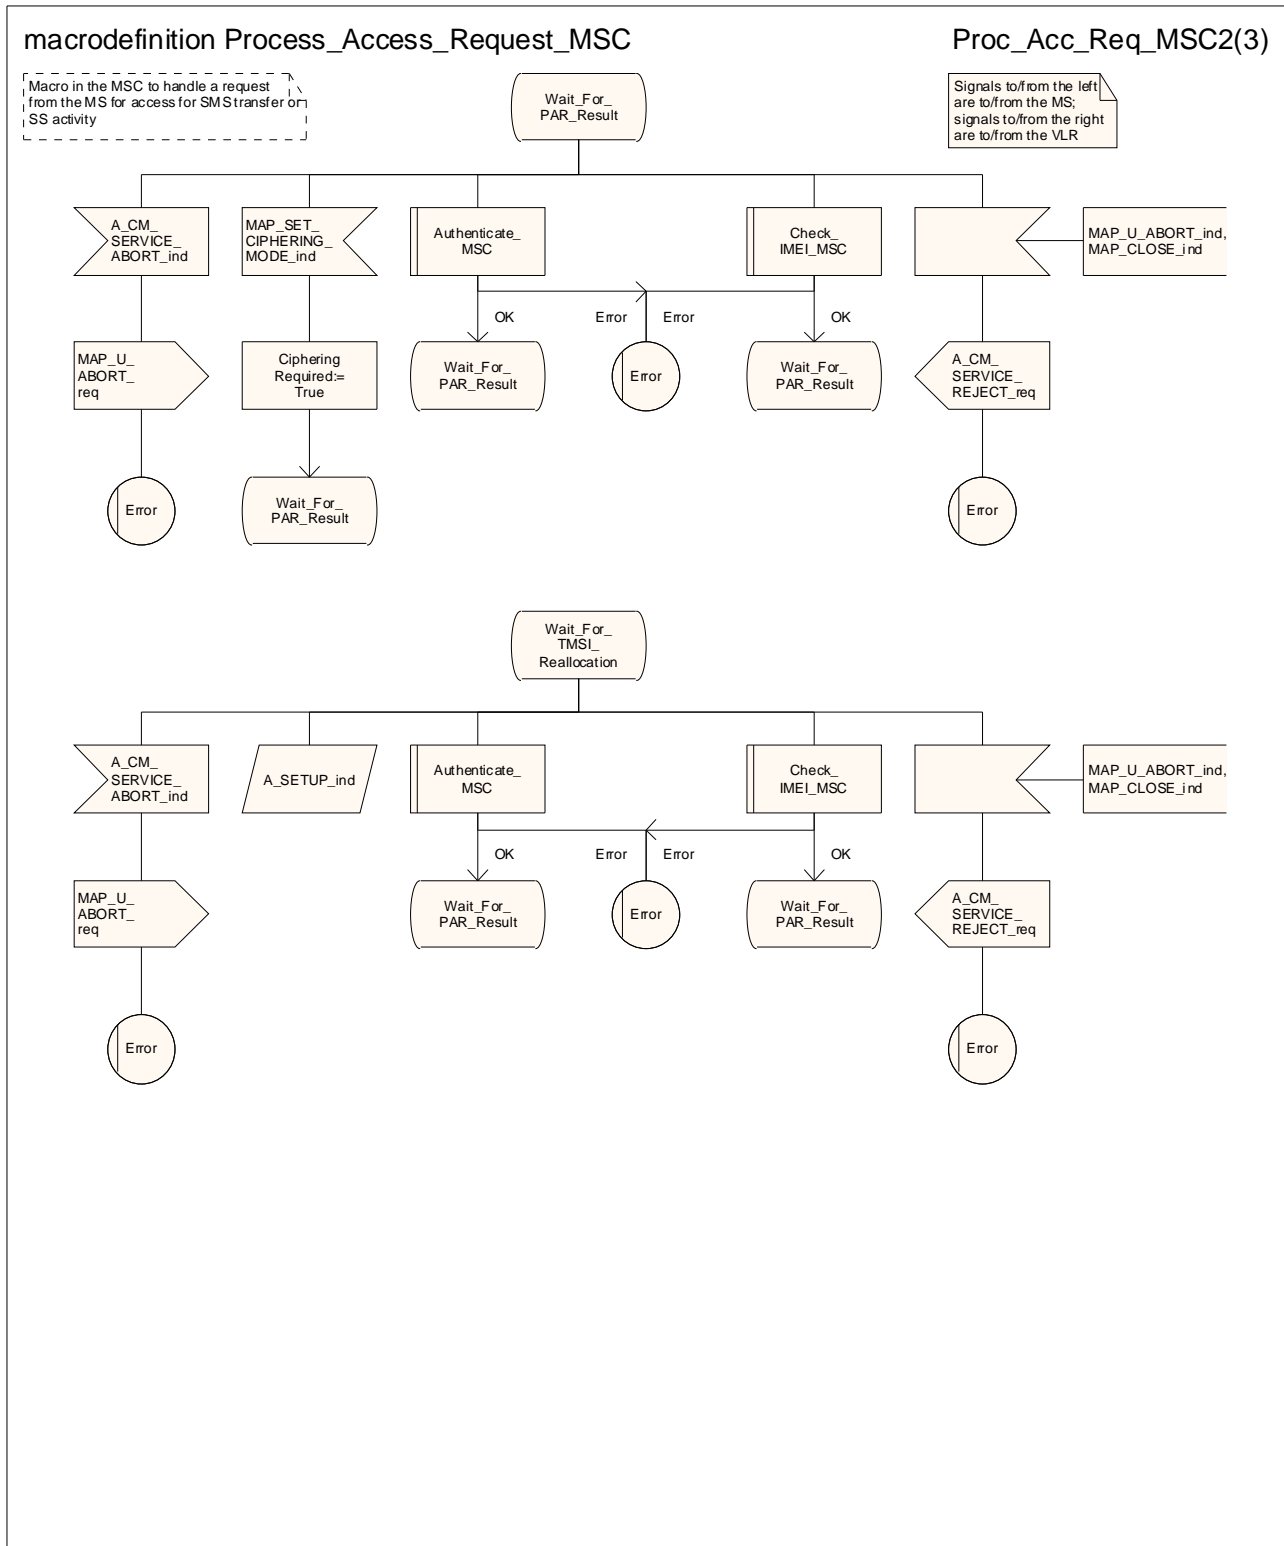 macrodefinition Process_Access_Request_MSC
Proc_Acc_Req_MSC2(3)
Macro in the MSC to handle a request
from the MS for access for SMS transfer or
SS activity
Signals to/from the left
are to/from the MS;
signals to/from the right
are to/from the VLR
Wait_For_
PAR_Result
A_CM_
SERVICE_
ABORT_ind
MAP_SET_
CIPHERING_
MODE_ind
Authenticate_
MSC
Check_
IMEI_MSC
MAP_U_ABORT_ind,
MAP_CLOSE_ind
OK
Error
Error
OK
MAP_U_
ABORT_
req
Ciphering
Required:=
True
Wait_For_
PAR_Result
Error
Wait_For_
PAR_Result
A_CM_
SERVICE_
REJECT_req
Error
Wait_For_
PAR_Result
Error
Wait_For_
TMSI_
Reallocation
A_CM_
SERVICE_
ABORT_ind
A_SETUP_ind
Authenticate_
MSC
Check_
IMEI_MSC
MAP_U_ABORT_ind,
MAP_CLOSE_ind
OK
Error
Error
OK
MAP_U_
ABORT_
req
Wait_For_
PAR_Result
Error
Wait_For_
PAR_Result
A_CM_
SERVICE_
REJECT_req
Error
Error